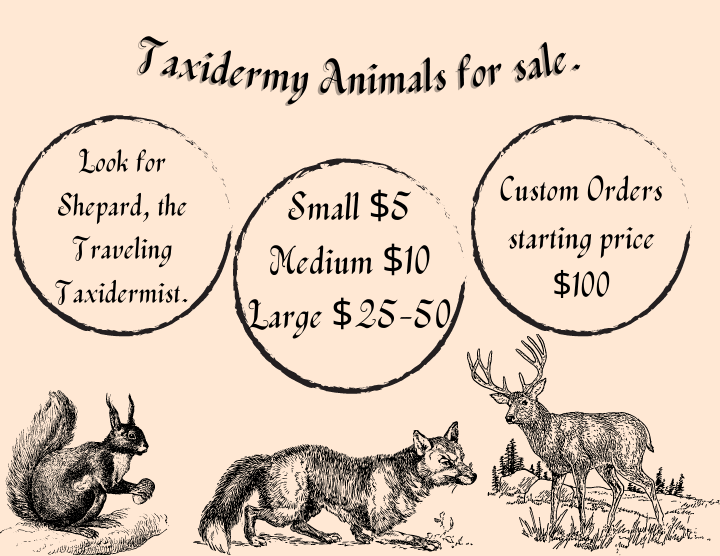 Taxidermy Animals for sale.
Look for
Shepard, the
Traveling
Taxidermist.
Small $5
Medium $10
Large $25-50
Custom Orders
starting price
$100